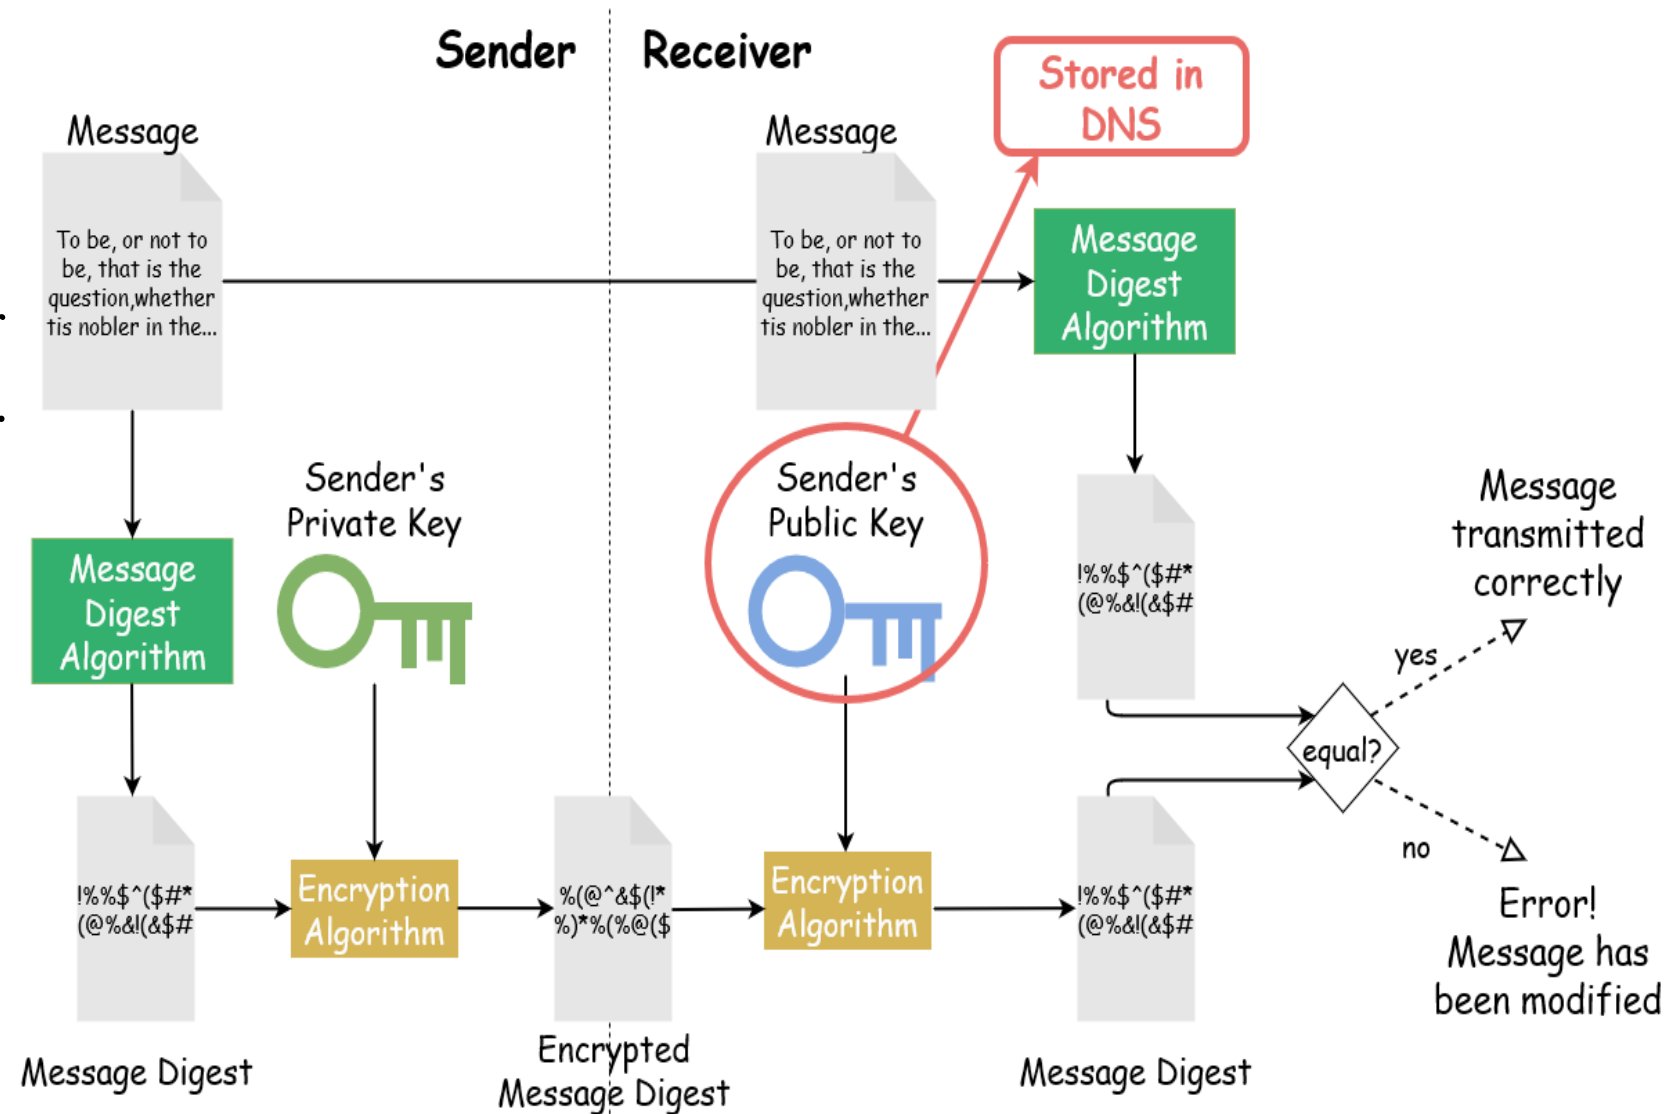 Sender
Receiver
Stored in
DNS
Message
To be, or not to
be, that is the
question,whether
tis nobler in the...
Message
To be, or not to
be, that is the
question,whether
tis nobler in the...
Message
Digest
Algorithm
Sender's
Private Key
Sender's
Public Key
Message
Digest
Algorithm
!%%$^($#*
(@%&!(&$#
Message
transmitted
correctly
yes
equal?
no
!%%$^($#*
(@%&!(&$#
Encryption
Algorithm
%(@^&$(!*
%)*%(%@($
Encryption
Algorithm
!%%$^($#*
(@%&!(&$#
Error!
Message has
been modified
Message Digest
Encrypted
Message Digest
Message Digest